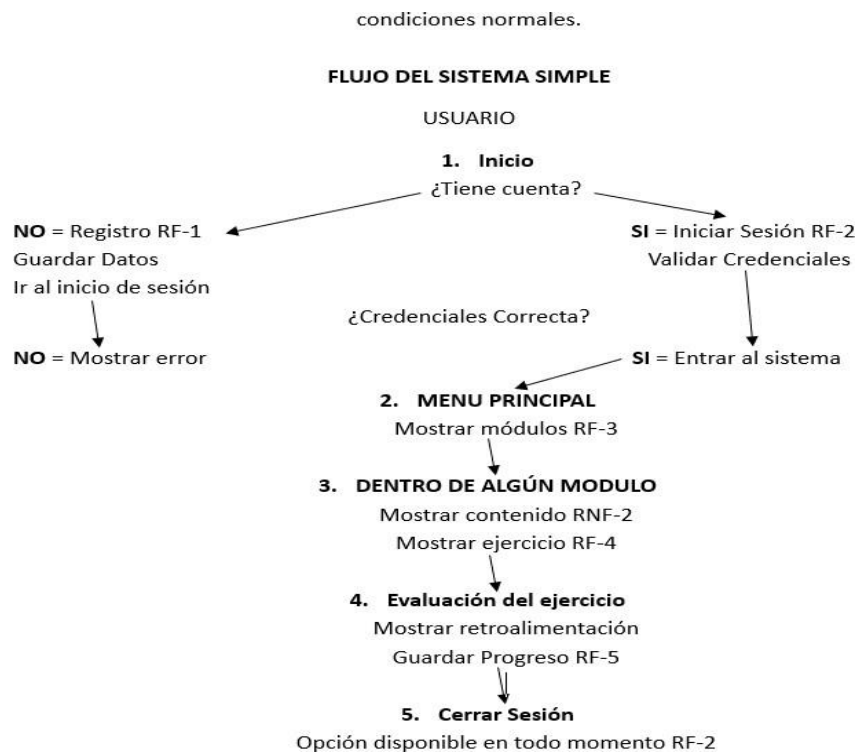 condiciones normales.
FLUJO DEL SISTEMA SIMPLE
USUARIO
1. Inicio
¿Tiene cuenta?
NO = Registro RF-1
Guardar Datos
Ir al inicio de sesión
SI = Iniciar Sesión RF-2
Validar Credenciales
¿Credenciales Correcta?
NO = Mostrar error
SI = Entrar al sistema
2. MENU PRINCIPAL
Mostrar módulos RF-3
3. DENTRO DE ALGÚN MODULO
Mostrar contenido RNF-2
Mostrar ejercicio RF-4
4. Evaluación del ejercicio
Mostrar retroalimentación
Guardar Progreso RF-5
5. Cerrar Sesión
Opción disponible en todo momento RF-2